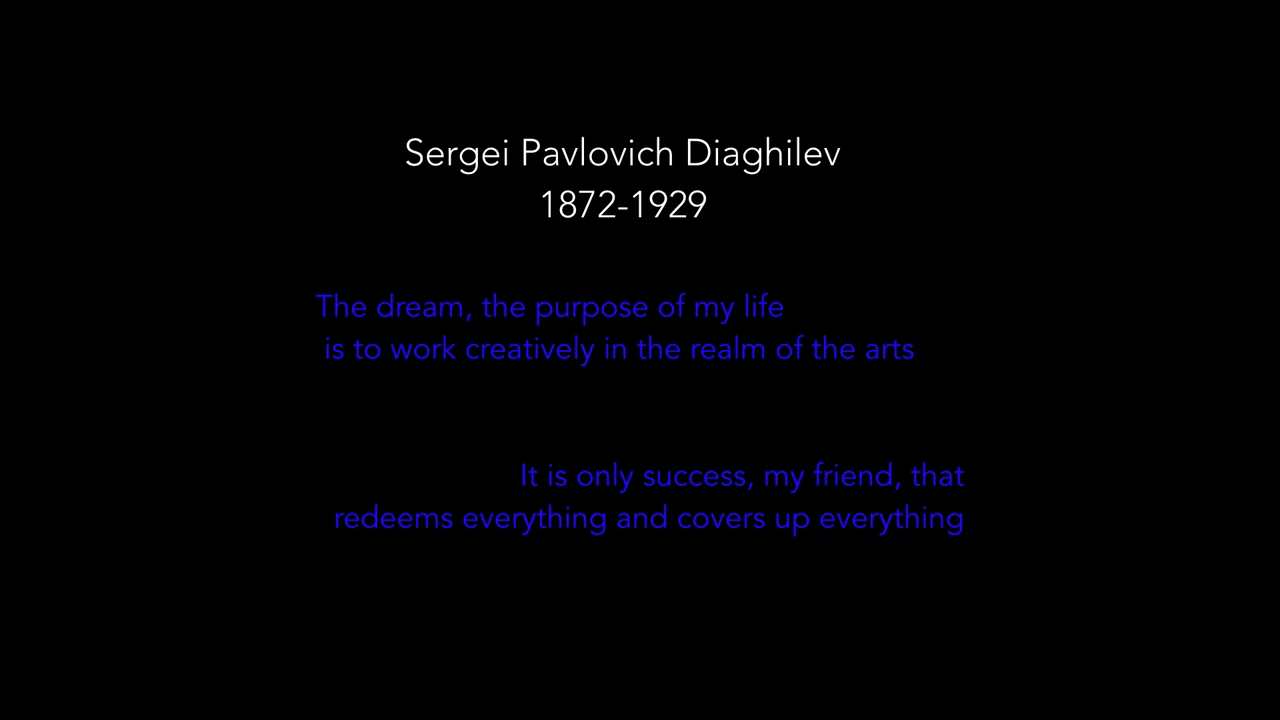 Sergei Pavlovich Diaghilev
1872-1929
The dream, the purpose of my life
is to work creatively in the realm of the arts
It is only success, my friend, that
redeems everything and covers up everything